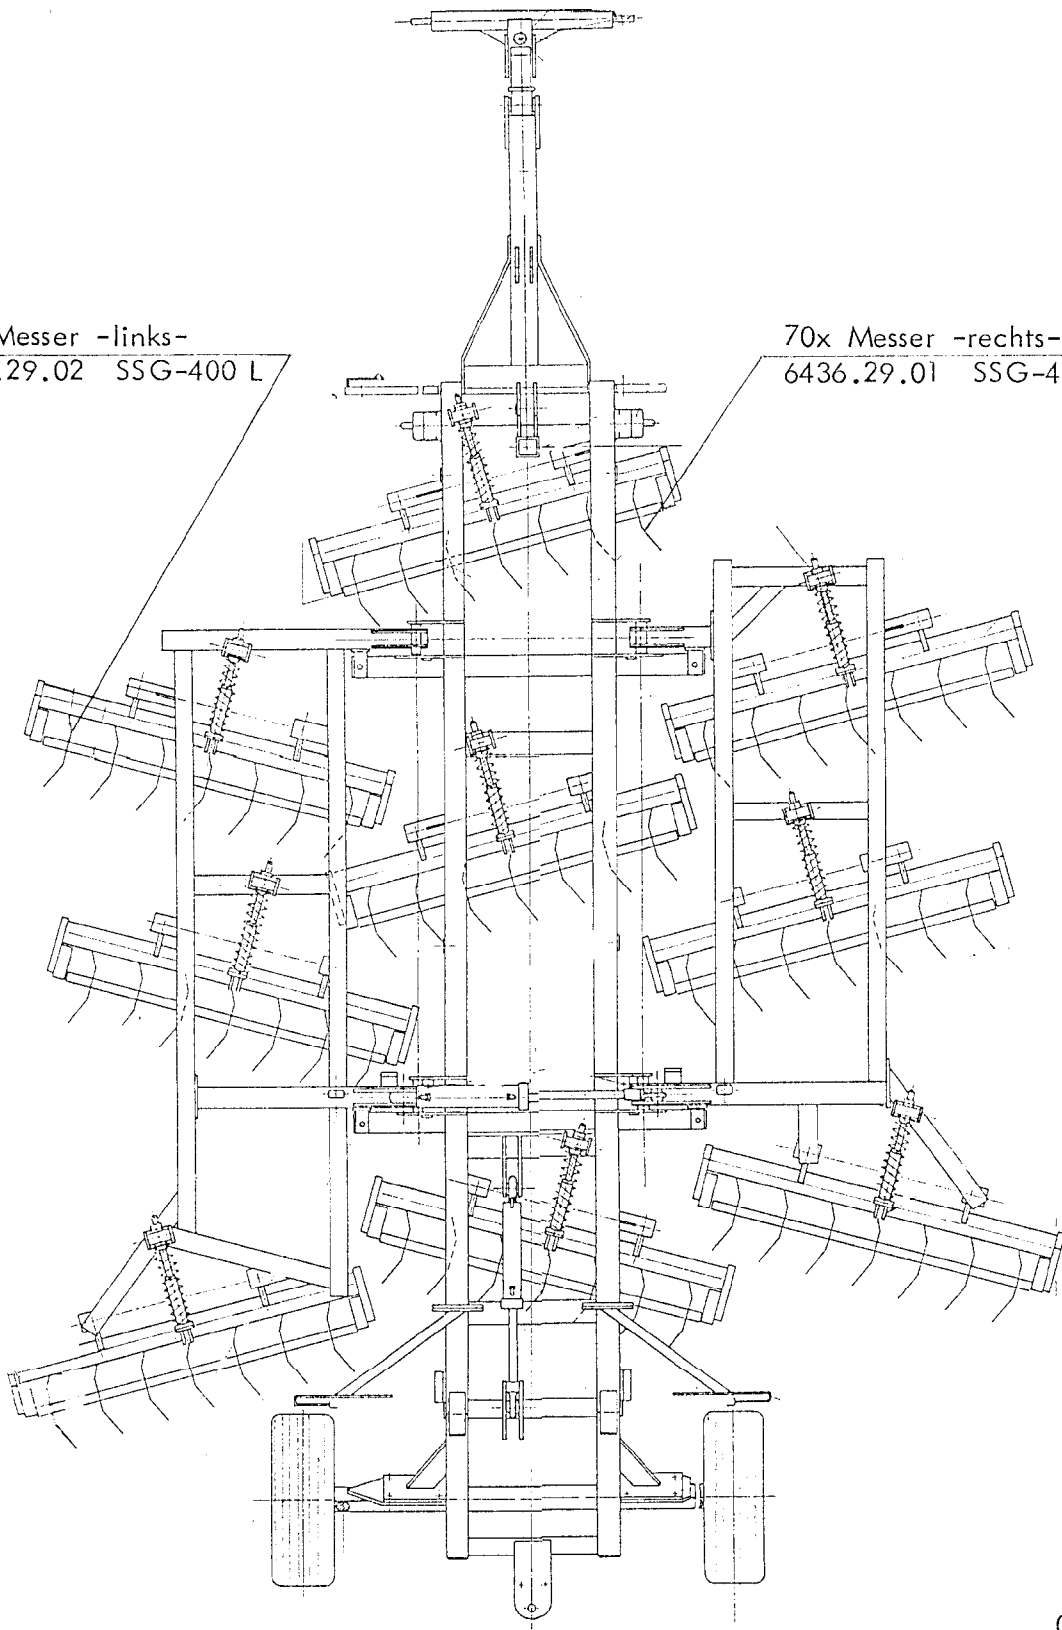 Messer -links-
.29.02 SSG-400 L
70x Messer -rechts-
6436.29.01 SSG-4